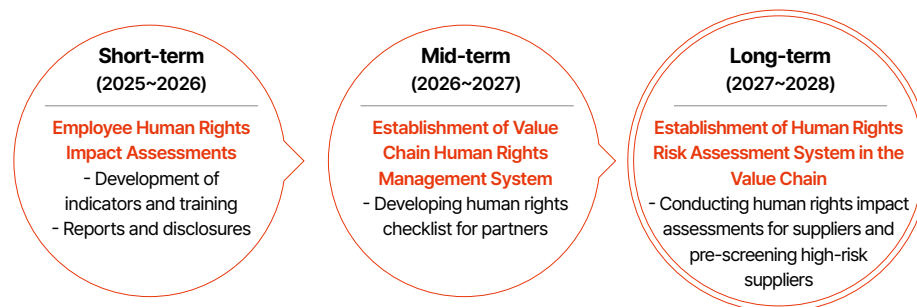 Short-term
(2025~2026)
Employee Human Rights
Impact Assessments
- Development of
indicators and training
- Reports and disclosures
Mid-term
(2026~2027)
Establishment of Value
Chain Human Rights
Management System
- Developing human rights
checklist for partners
Long-term
(2027~2028)
Establishment of Human Rights
Risk Assessment System in the
Value Chain
- Conducting human rights impact
assessments for suppliers and
pre-screening high-risk
suppliers